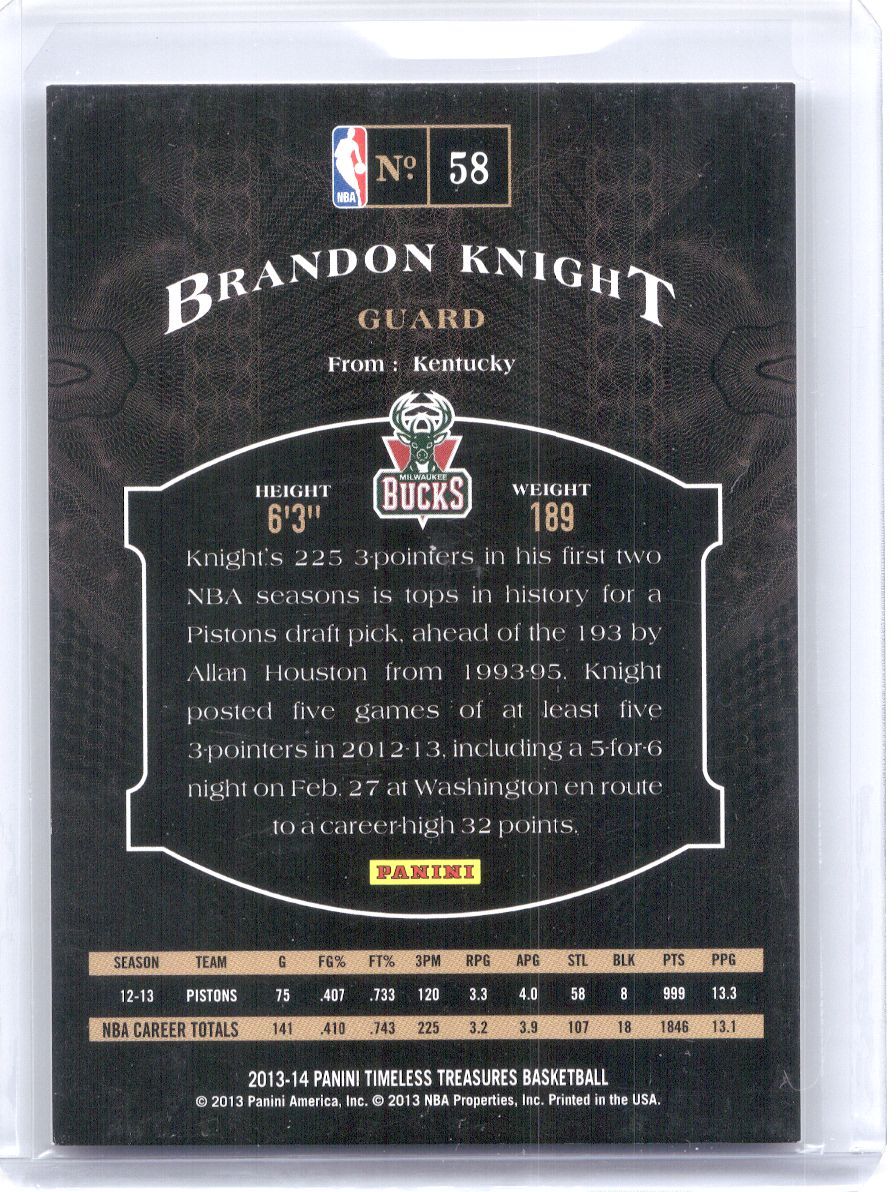 NBA
Nº. 58
BRANDON KNIGHT
GUARD
From : Kentucky
MILWAUKEE
BUCKS
HEIGHT WEIGHT
6'3" 189
Knight's 225 3-pointers in his first two
NBA seasons is tops in history for a
Pistons draft pick, ahead of the 193 by
Allan Houston from 1993-95. Knight
posted five games of at least five
3-pointers in 2012-13, including a 5-for-6
night on Feb. 27 at Washington en route
to a career-high 32 points.
PANINI
SEASON TEAM G FG% FT% 3PM RPG APG STL BLK PTS PPG
12-13 PISTONS 75 .407 .733 120 3.3 4.0 58 8 999 13.3
NBA CAREER TOTALS 141 .410 .743 225 3.2 3.9 107 18 1846 13.1
2013-14 PANINI TIMELESS TREASURES BASKETBALL
© 2013 Panini America, Inc. © 2013 NBA Properties, Inc. Printed in the USA.